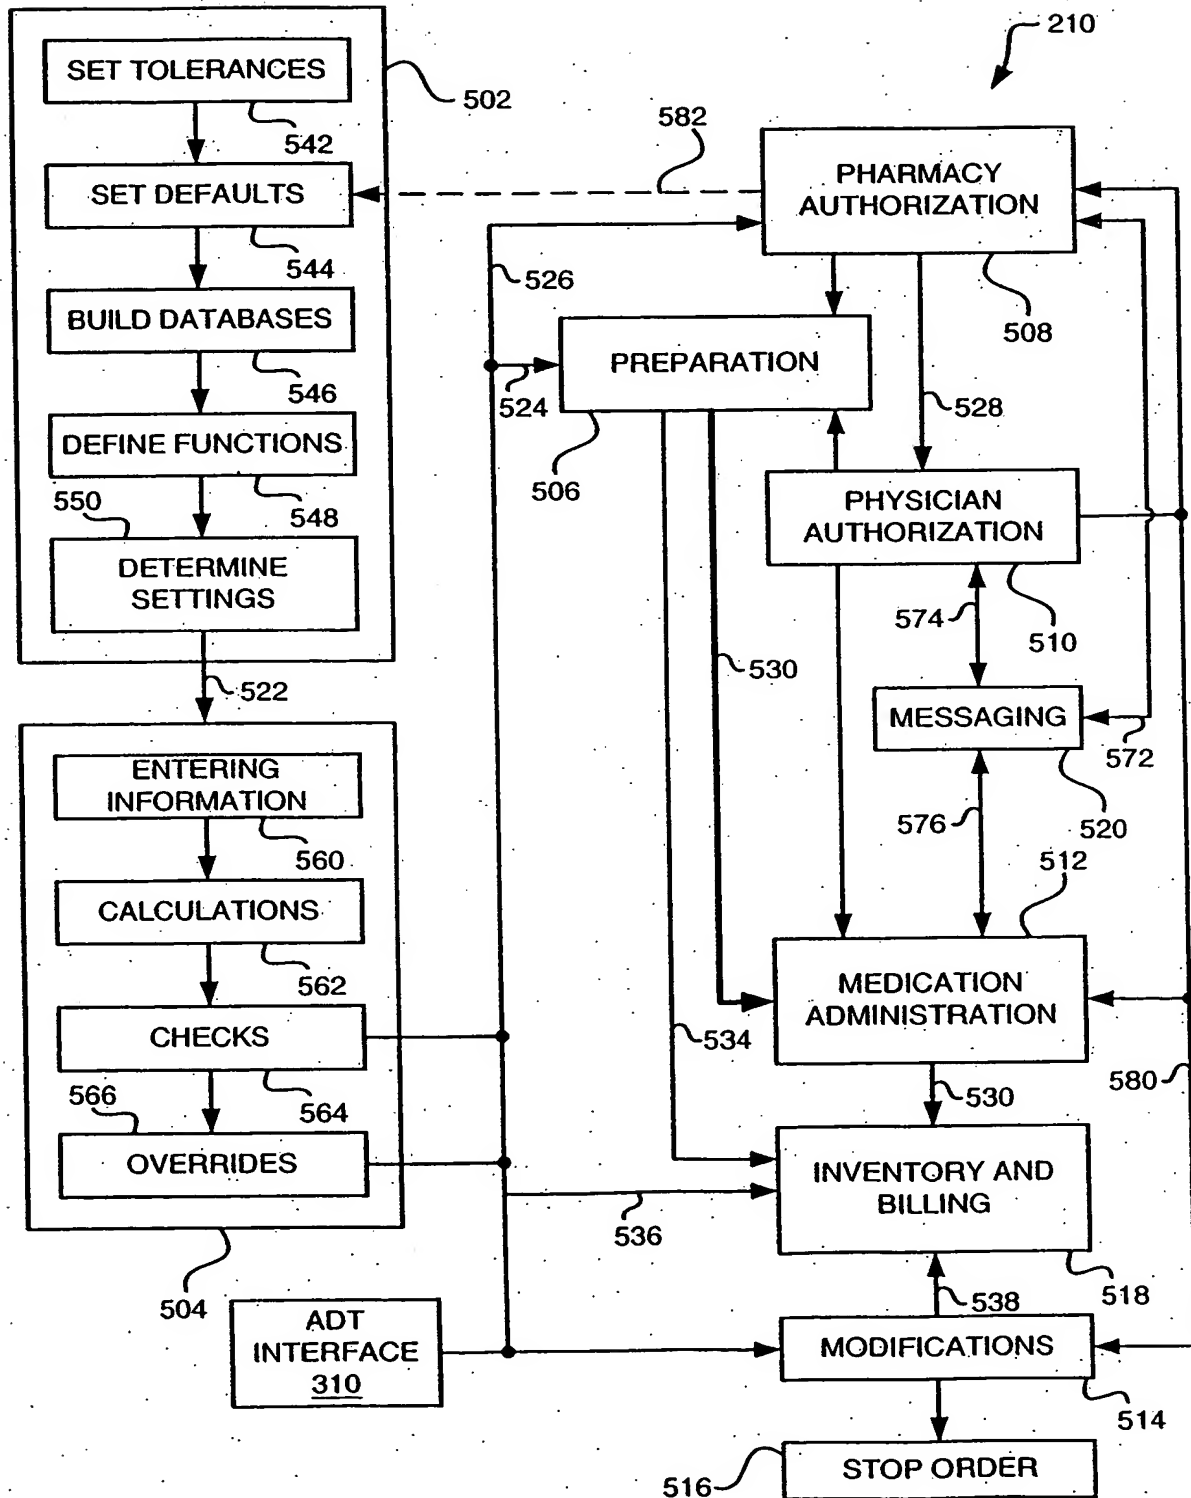 210
SET TOLERANCES
502
542
582
SET DEFAULTS
544
PHARMACY
AUTHORIZATION
526
508
BUILD DATABASES
546
PREPARATION
524
506
528
DEFINE FUNCTIONS
548
550
DETERMINE
SETTINGS
522
PHYSICIAN
AUTHORIZATION
574
510
530
MESSAGING
572
520
576
512
ENTERING
INFORMATION
560
CALCULATIONS
562
CHECKS
564
566
OVERRIDES
504
MEDICATION
ADMINISTRATION
534
530
580
INVENTORY AND
BILLING
536
518
538
ADT
INTERFACE
310
MODIFICATIONS
514
516
STOP ORDER